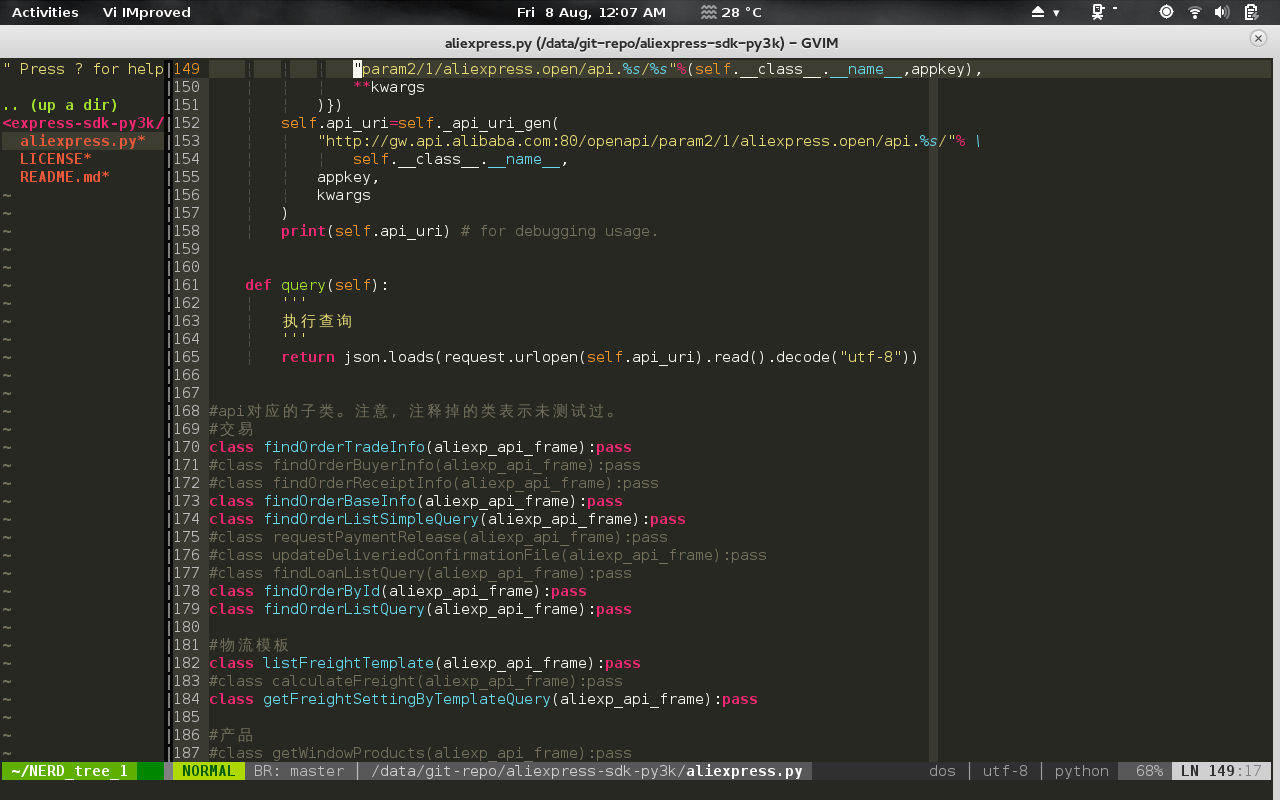 Activities Vi IMproved Fri 8 Aug, 12:07 AM 28 °C
aliexpress.py (/data/git-repo/aliexpress-sdk-py3k) – GVIM
" Press ? for help
.. (up a dir)
<express-sdk-py3k/
aliexpress.py*
LICENSE*
README.md*
149 "param2/1/aliexpress.open/api.%s/%s"%(self.__class__.__name__,appkey),
150 **kwargs
151 )})
152 self.api_uri=self._api_uri_gen(
153 "http://gw.api.alibaba.com:80/openapi/param2/1/aliexpress.open/api.%s/"% \
154 self.__class__.__name__,
155 appkey,
156 kwargs
157 )
158 print(self.api_uri) # for debugging usage.
159
160
161 def query(self):
162 '''
163 执行查询
164 '''
165 return json.loads(request.urlopen(self.api_uri).read().decode("utf-8"))
166
167
168 #api对应的子类。注意，注释掉的类表示未测试过。
169 #交易
170 class findOrderTradeInfo(aliexp_api_frame):pass
171 #class findOrderBuyerInfo(aliexp_api_frame):pass
172 #class findOrderReceiptInfo(aliexp_api_frame):pass
173 class findOrderBaseInfo(aliexp_api_frame):pass
174 class findOrderListSimpleQuery(aliexp_api_frame):pass
175 #class requestPaymentRelease(aliexp_api_frame):pass
176 #class updateDeliveriedConfirmationFile(aliexp_api_frame):pass
177 #class findLoanListQuery(aliexp_api_frame):pass
178 class findOrderById(aliexp_api_frame):pass
179 class findOrderListQuery(aliexp_api_frame):pass
180
181 #物流模板
182 class listFreightTemplate(aliexp_api_frame):pass
183 #class calculateFreight(aliexp_api_frame):pass
184 class getFreightSettingByTemplateQuery(aliexp_api_frame):pass
185
186 #产品
187 #class getWindowProducts(aliexp_api_frame):pass
~/NERD_tree_1 NORMAL BR: master | /data/git-repo/aliexpress-sdk-py3k/aliexpress.py dos | utf-8 | python 68% LN 149:17